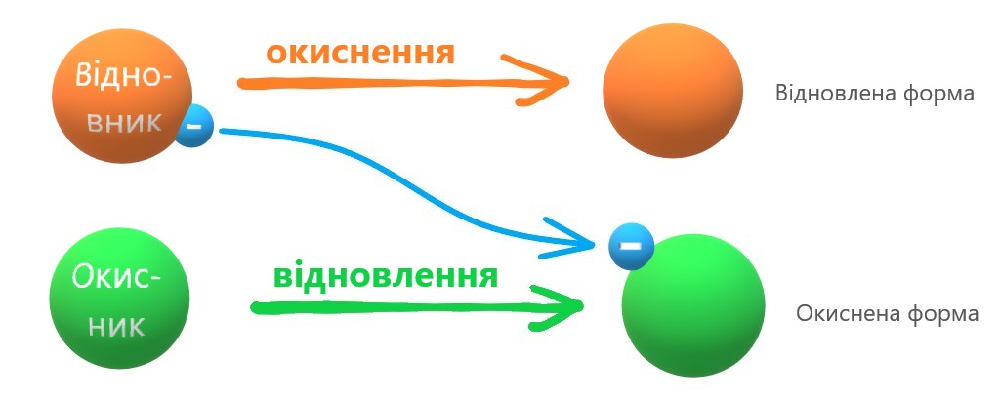 Відно-
вник
окиснення
Відновлена форма
-
-
Окис-
ник
відновлення
Окиснена форма